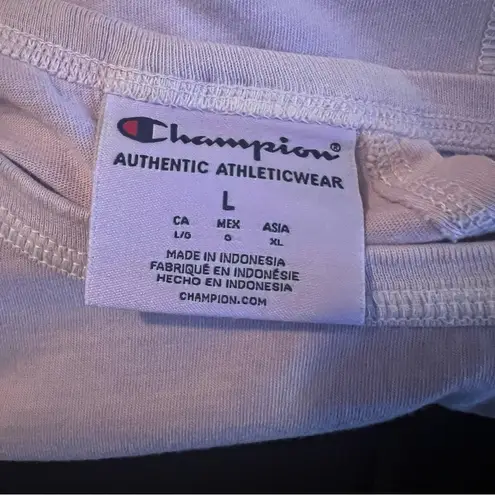 Champion®
AUTHENTIC ATHLETICWEAR
L
CA MEX ASIA
L/G G XL
MADE IN INDONESIA
FABRIQUÉ EN INDONÉSIE
HECHO EN INDONESIA
CHAMPION.COM